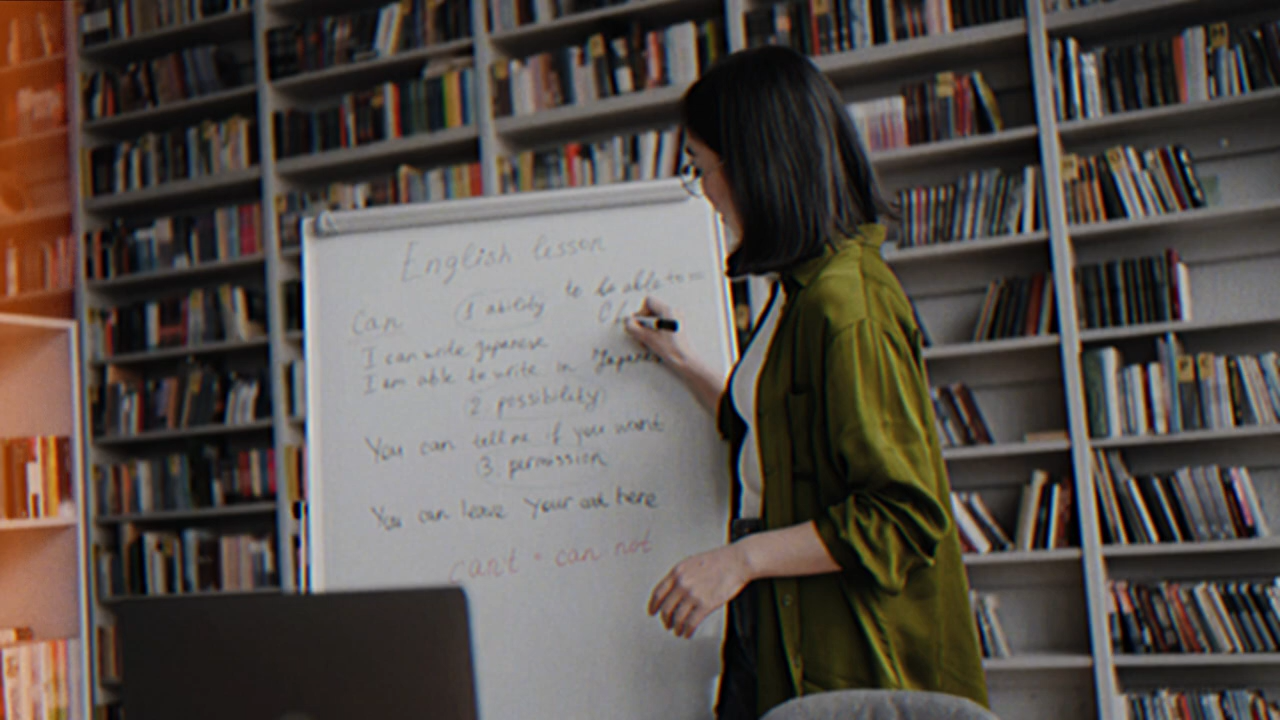 English lesson
Can 1 ability to be able to =
I can write Japanese
I am able to write in Japanese
2. possibility
You can tell me if you want
3. permission
You can leave your here
can't = can not